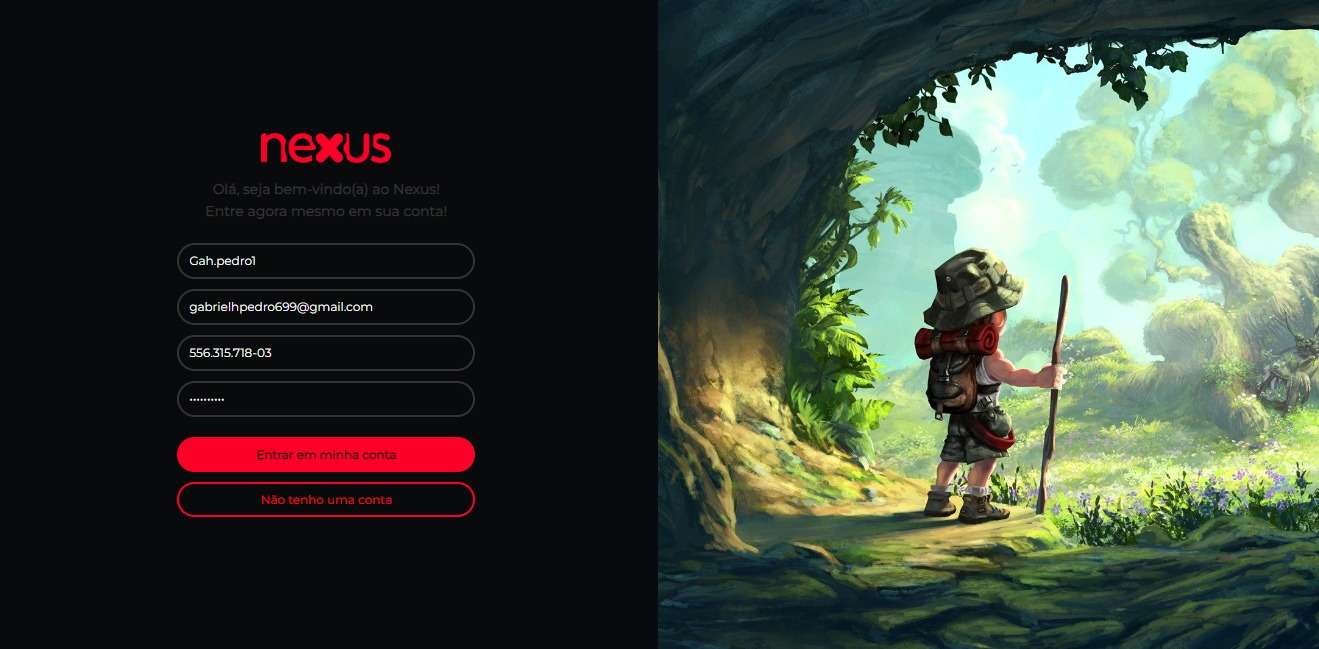 nexus
Olá, seja bem-vindo(a) ao Nexus!
Entre agora mesmo em sua conta!
Gah.pedro1
gabrielhpedro699@gmail.com
556.315.718-03
••••••••••
Entrar em minha conta
Não tenho uma conta